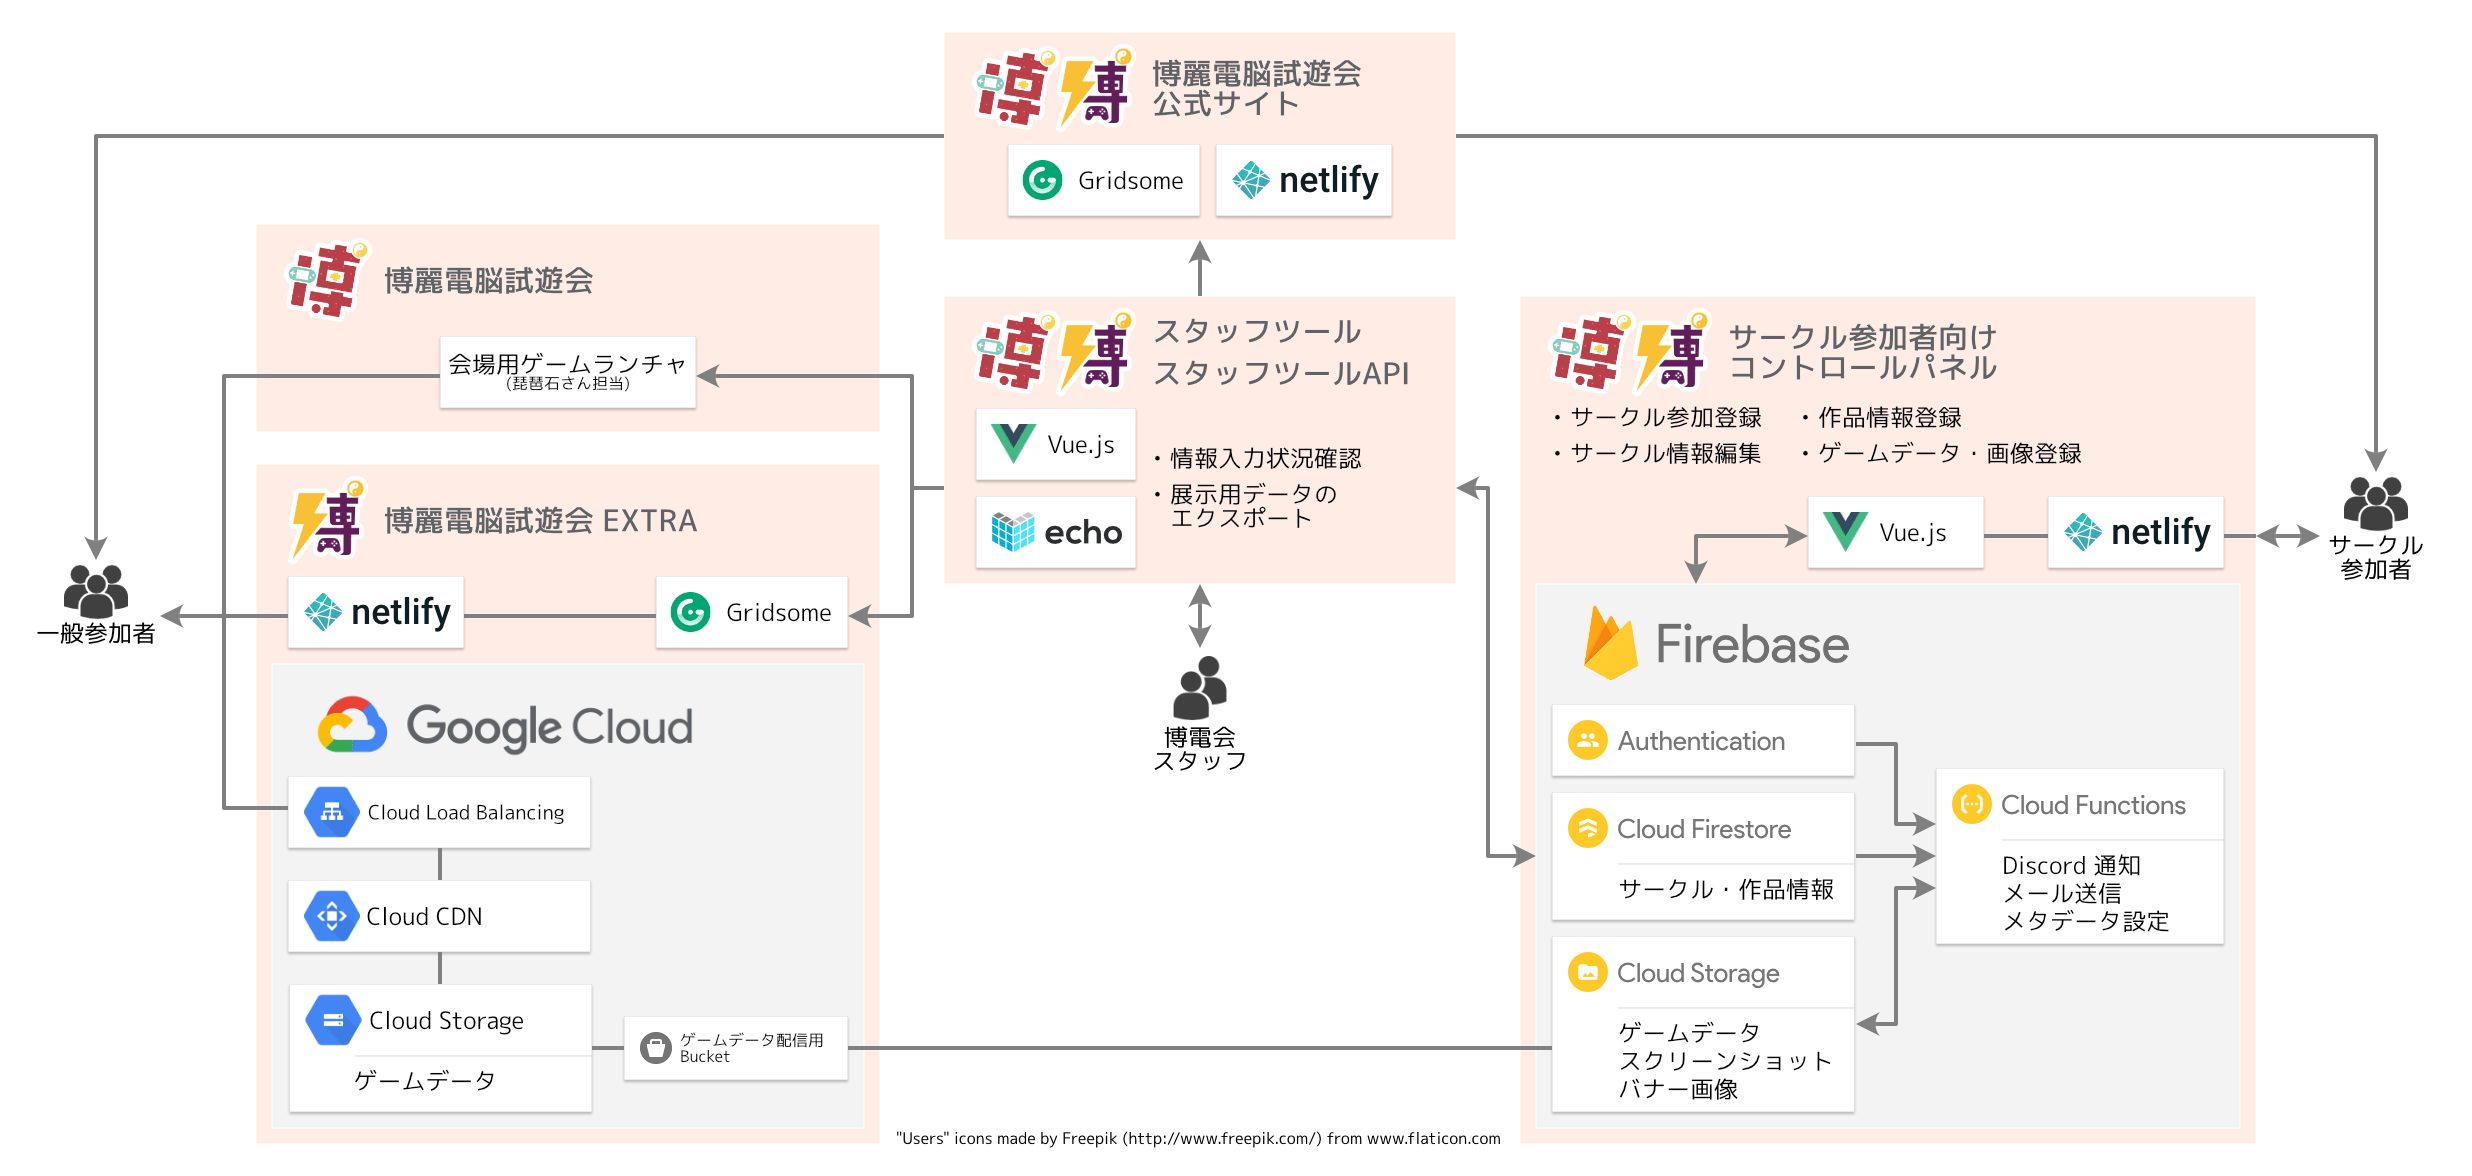 博麗電脳試遊会
公式サイト
Gridsome
netlify
博麗電脳試遊会
会場用ゲームランチャ
(琵琶石さん担当)
博麗電脳試遊会 EXTRA
netlify
Gridsome
一般参加者
Google Cloud
Cloud Load Balancing
Cloud CDN
Cloud Storage
ゲームデータ
ゲームデータ配信用
Bucket
スタッフツール
スタッフツールAPI
Vue.js
echo
・情報入力状況確認
・展示用データの
エクスポート
博電会
スタッフ
サークル参加者向け
コントロールパネル
・サークル参加登録
・サークル情報編集
・作品情報登録
・ゲームデータ・画像登録
Vue.js
netlify
サークル
参加者
Firebase
Authentication
Cloud Firestore
サークル・作品情報
Cloud Storage
ゲームデータ
スクリーンショット
バナー画像
Cloud Functions
Discord 通知
メール送信
メタデータ設定
"Users" icons made by Freepik (http://www.freepik.com/) from www.flaticon.com